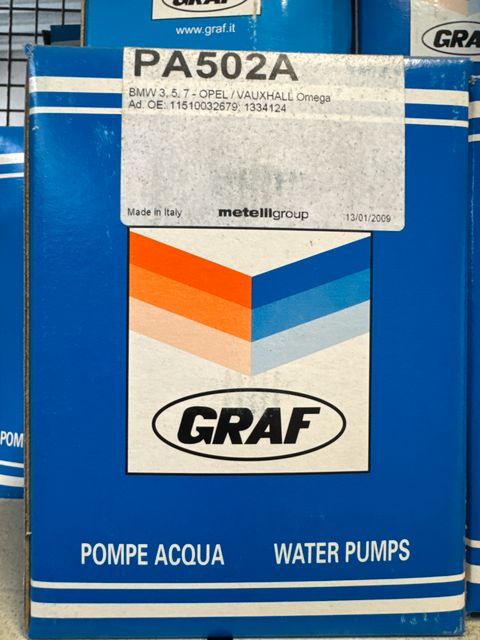 GRAF
www.graf.it
GRA
PA502A
BMW 3, 5, 7 - OPEL / VAUXHALL Omega
Ad. OE: 11510032679; 1334124
Made in Italy
metelligroup
13/01/2009
GRAF
POM
POMPE ACQUA
WATER PUMPS